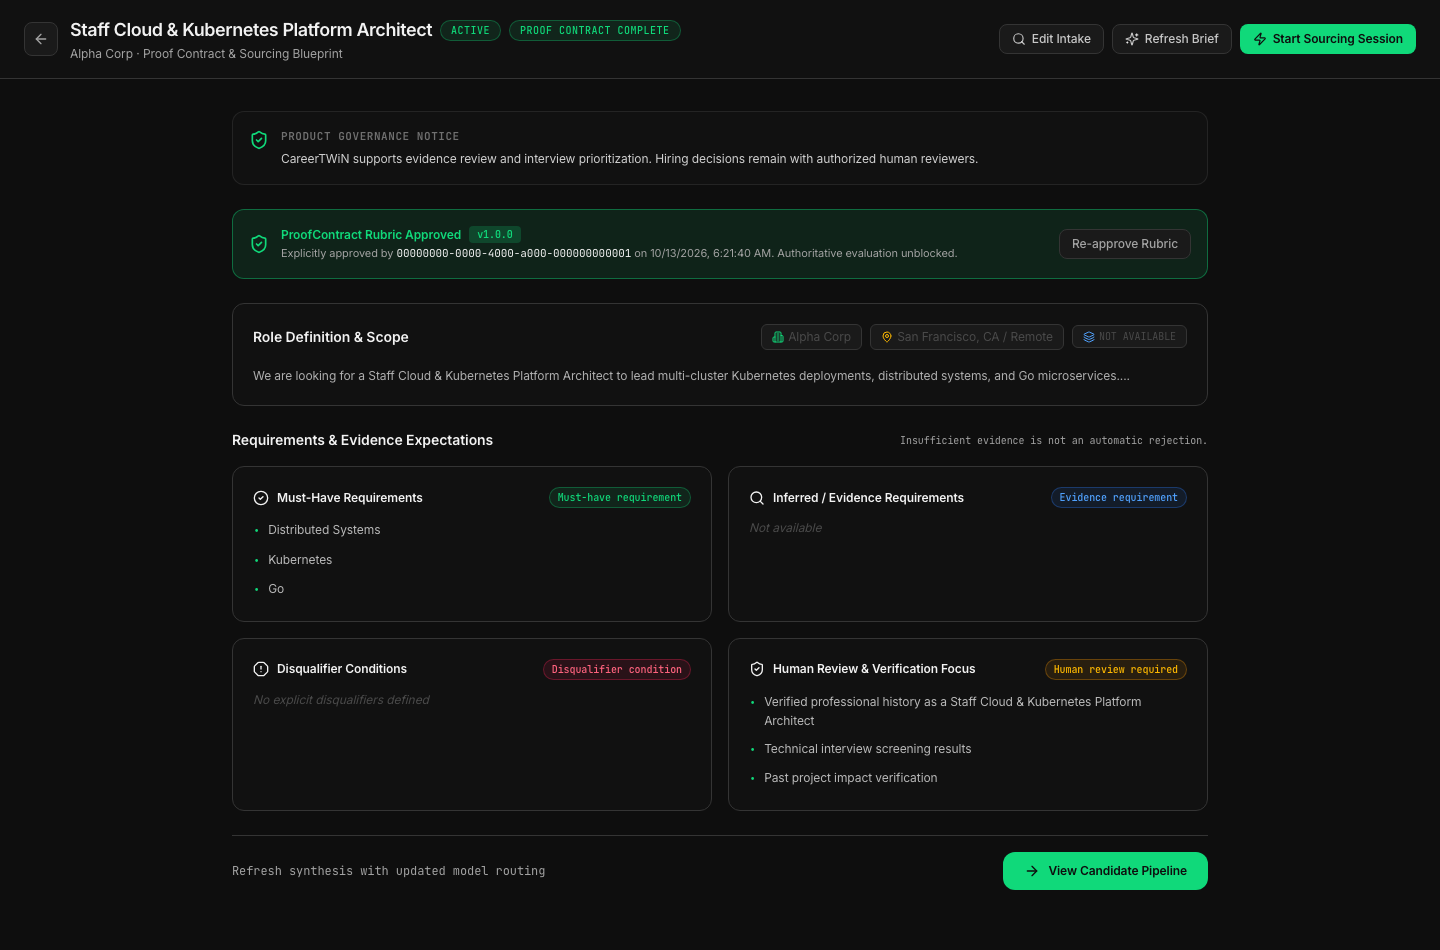 Staff Cloud & Kubernetes Platform Architect
ACTIVE
PROOF CONTRACT COMPLETE
Alpha Corp · Proof Contract & Sourcing Blueprint
Edit Intake
Refresh Brief
Start Sourcing Session
PRODUCT GOVERNANCE NOTICE
CareerTWiN supports evidence review and interview prioritization. Hiring decisions remain with authorized human reviewers.
ProofContract Rubric Approved
v1.0.0
Explicitly approved by 00000000-0000-4000-a000-000000000001 on 10/13/2026, 6:21:40 AM. Authoritative evaluation unblocked.
Re-approve Rubric
Role Definition & Scope
Alpha Corp
San Francisco, CA / Remote
NOT AVAILABLE
We are looking for a Staff Cloud & Kubernetes Platform Architect to lead multi-cluster Kubernetes deployments, distributed systems, and Go microservices....
Requirements & Evidence Expectations
Insufficient evidence is not an automatic rejection.
Must-Have Requirements
Must-have requirement
• Distributed Systems
• Kubernetes
• Go
Inferred / Evidence Requirements
Evidence requirement
Not available
Disqualifier Conditions
Disqualifier condition
No explicit disqualifiers defined
Human Review & Verification Focus
Human review required
• Verified professional history as a Staff Cloud & Kubernetes Platform
Architect
• Technical interview screening results
• Past project impact verification
Refresh synthesis with updated model routing
View Candidate Pipeline